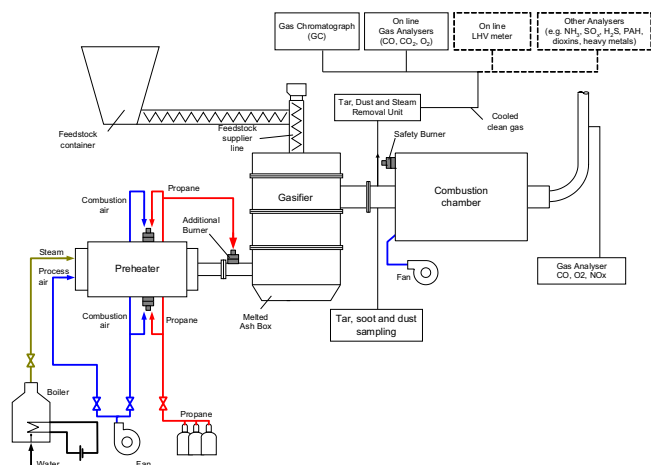 Gas Chromatograph
(GC)
On line
Gas Analysers
(CO, CO2, O2)
On line
LHV meter
Other Analysers
(e.g. NH3, SOx, H2S, PAH,
dioxins, heavy metals)
Feedstock
container
Feedstock
supplier
line
Tar, Dust and Steam
Removal Unit
Cooled
clean gas
Safety Burner
Combustion
air
Propane
Gasifier
Combustion
chamber
Additional
Burner
Steam
Process
air
Preheater
Fan
Gas Analyser
CO, O2, NOx
Combustion
air
Propane
Melted
Ash Box
Tar, soot and dust
sampling
Boiler
Propane
Water
Fan